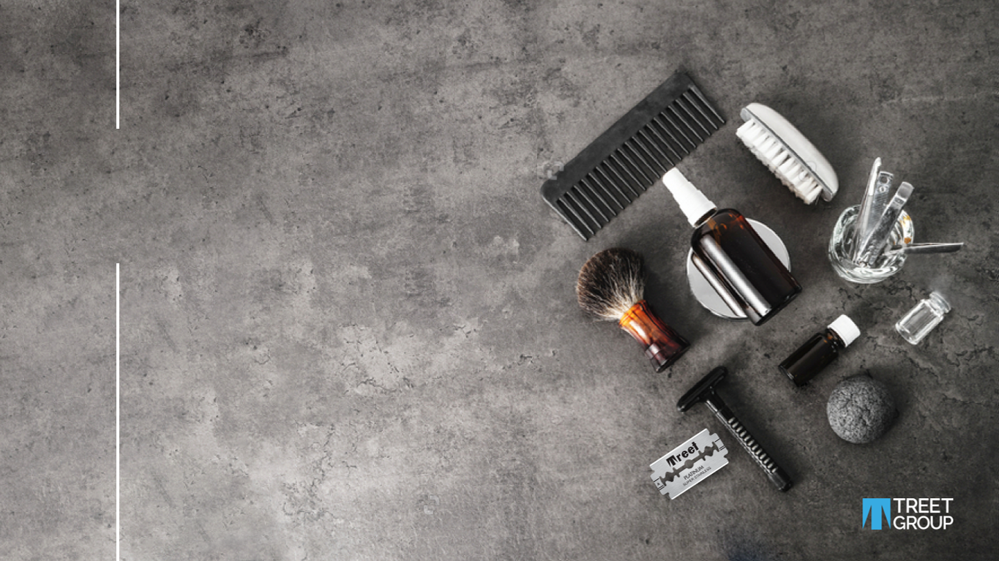 Treet
PLATINUM
SUPER STAINLESS
TREET
GROUP